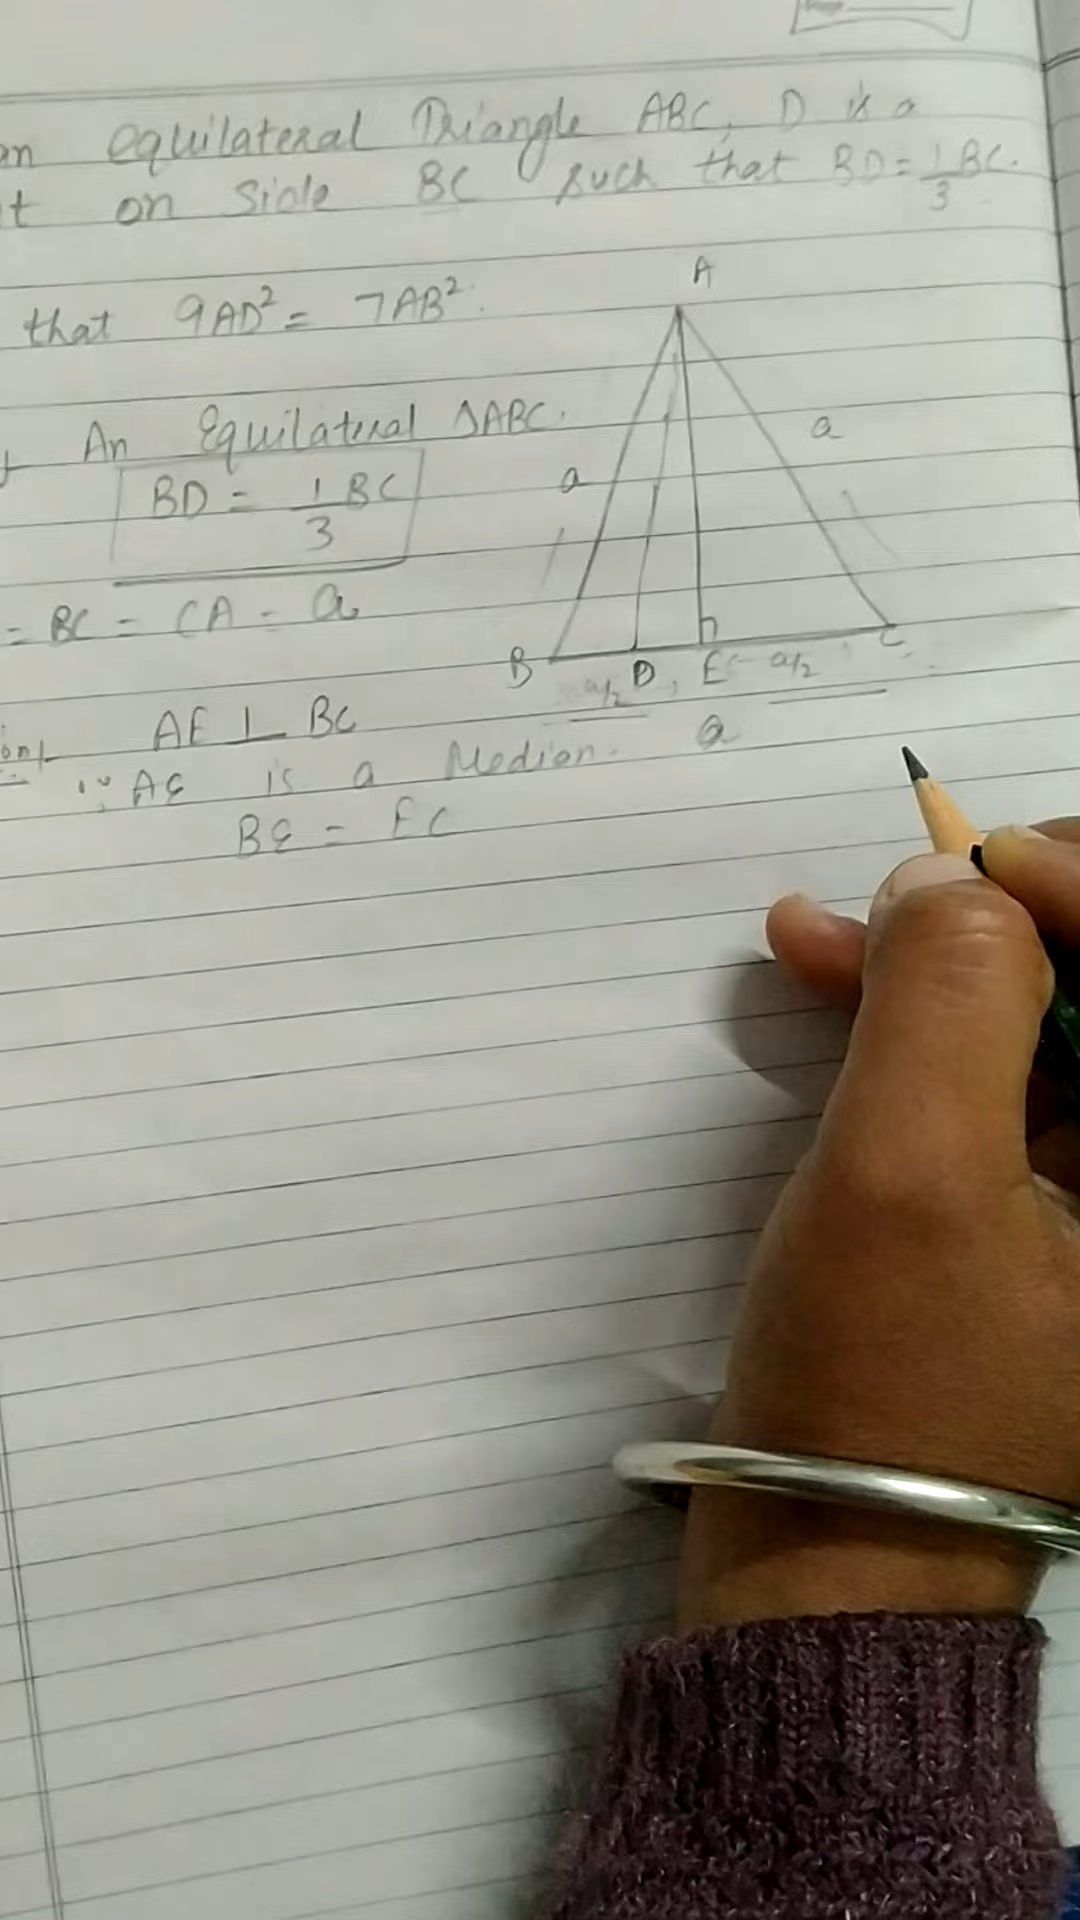 an equilateral Triangle ABC, D is a
t on side BC such that BD = 1/3 BC.
that 9AD² = 7AB².
An Equilateral △ABC.
BD = 1/3 BC
= BC = CA = a
AE ⊥ BC
∵ AE is a Median.
BE = EC
A
a
a
B
a/2
D
E
a/2
C
a